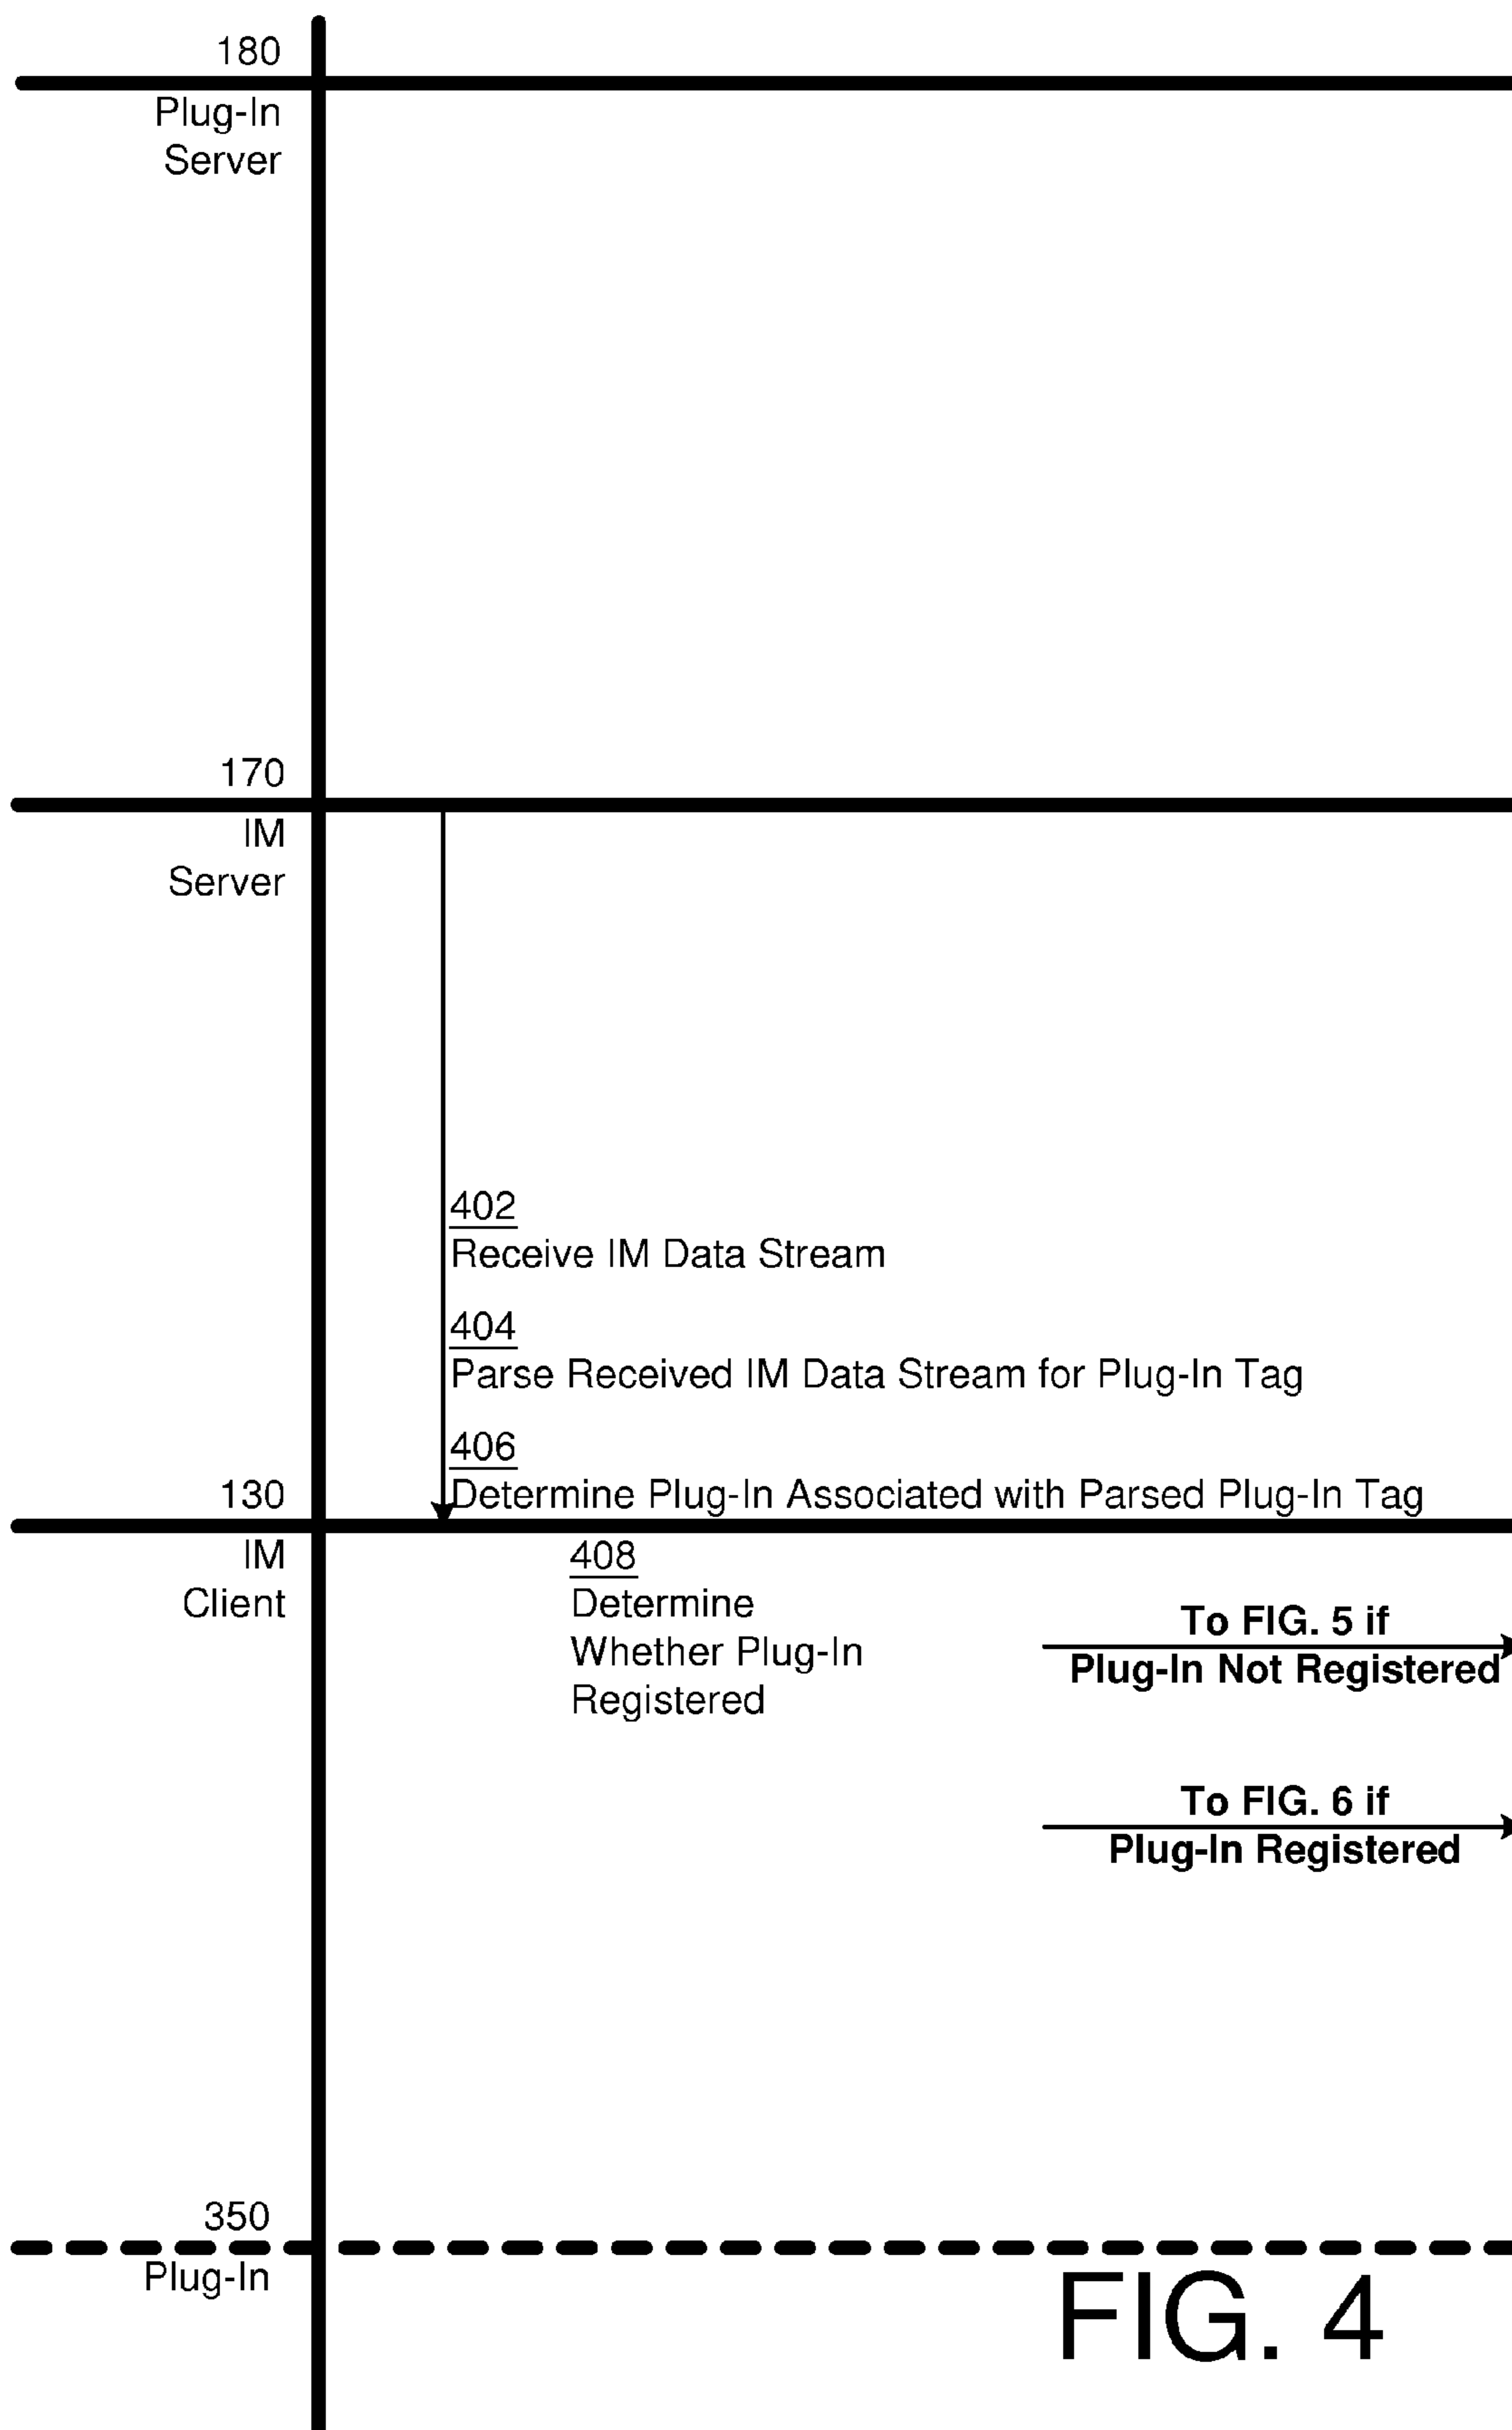 180
Plug-In
Server
170
IM
Server
402
Receive IM Data Stream
404
Parse Received IM Data Stream for Plug-In Tag
406
Determine Plug-In Associated with Parsed Plug-In Tag
130
IM
Client
408
Determine
Whether Plug-In
Registered
To FIG. 5 if
Plug-In Not Registered
To FIG. 6 if
Plug-In Registered
350
Plug-In
FIG. 4